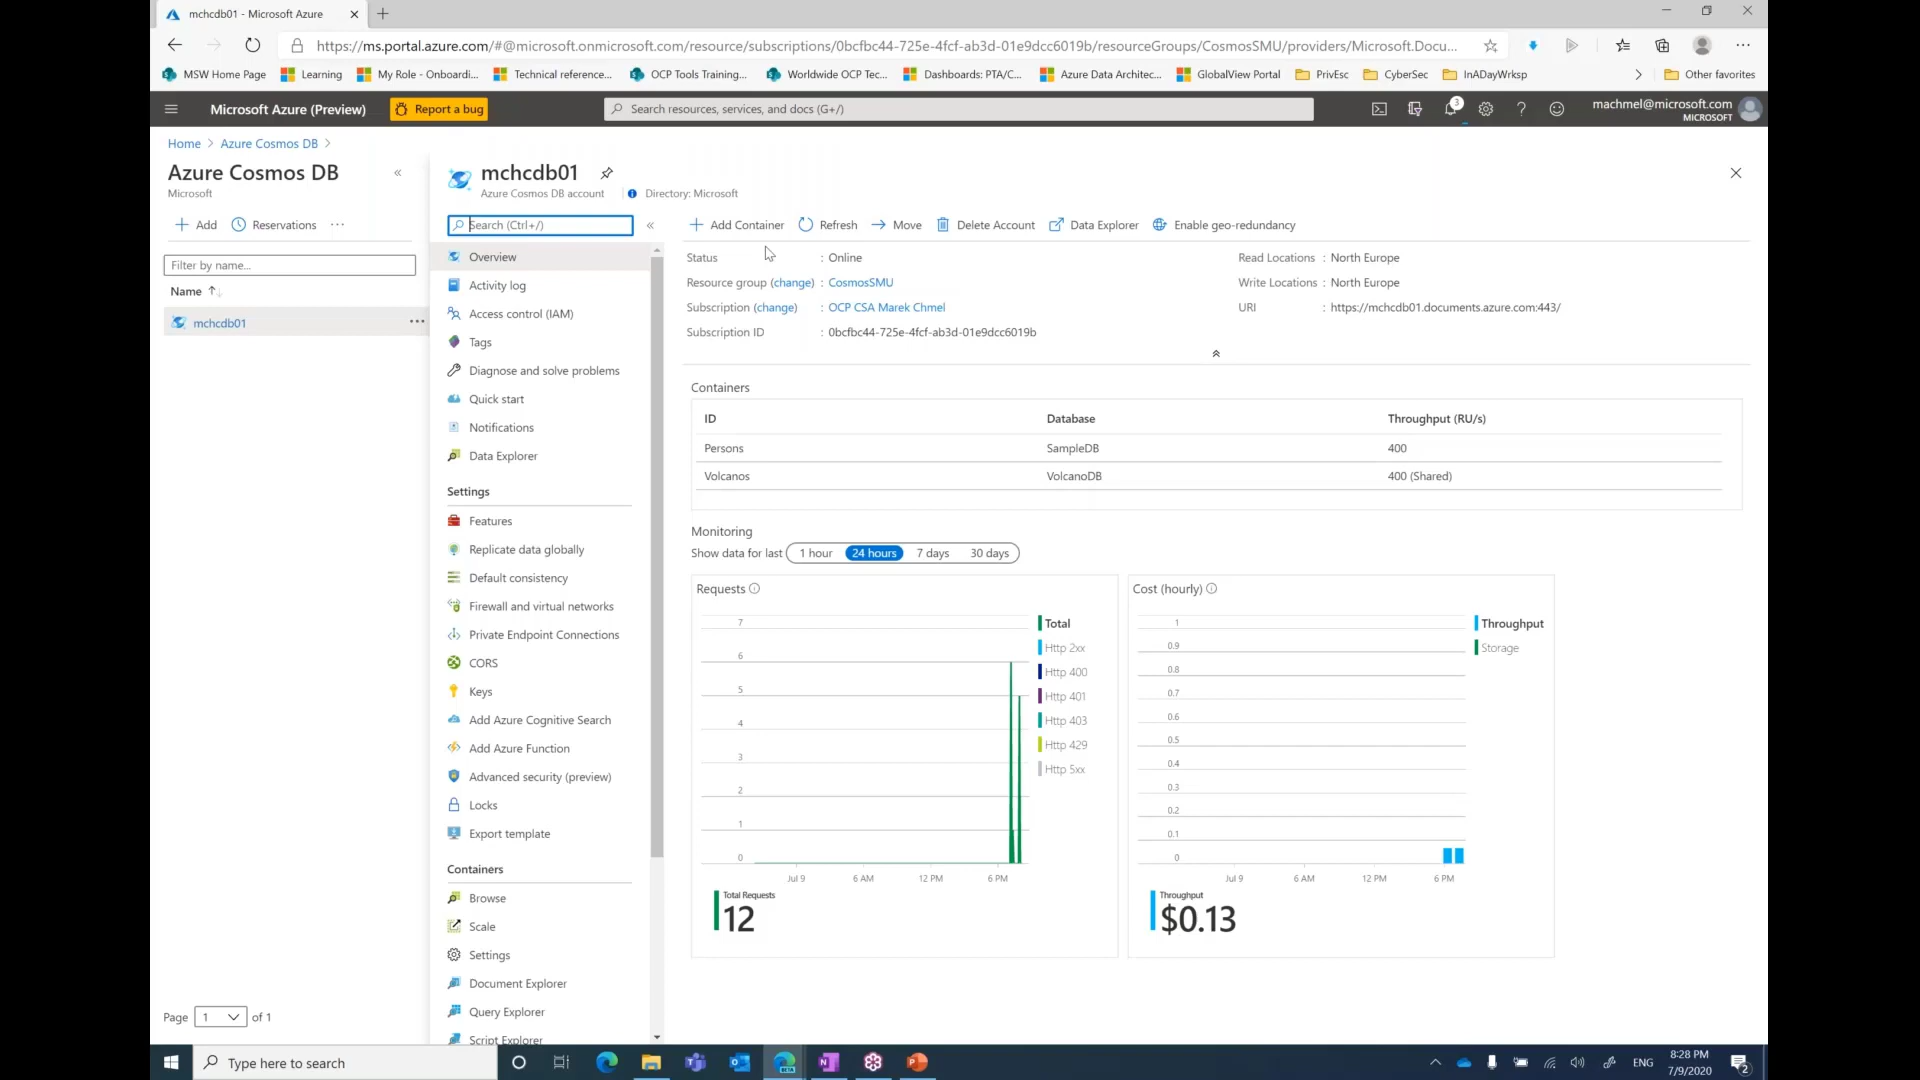 mchcdb01 - Microsoft Azure
https://ms.portal.azure.com/#@microsoft.onmicrosoft.com/resource/subscriptions/0bcfbc44-725e-4fcf-ab3d-01e9dcc6019b/resourceGroups/CosmosSMU/providers/Microsoft.Docu...
MSW Home Page Learning My Role - Onboardi... Technical reference... OCP Tools Training... Worldwide OCP Tec... Dashboards: PTA/C... Azure Data Architec... GlobalView Portal PrivEsc CyberSec InADayWrksp Other favorites
Microsoft Azure (Preview) Report a bug Search resources, services, and docs (G+/) 3 machmel@microsoft.com
MICROSOFT
Home > Azure Cosmos DB >
Azure Cosmos DB
Microsoft
Add Reservations ...
Filter by name...
Name
mchcdb01 ...
Page 1 of 1
mchcdb01
Azure Cosmos DB account Directory: Microsoft
Search (Ctrl+/)
Overview
Activity log
Access control (IAM)
Tags
Diagnose and solve problems
Quick start
Notifications
Data Explorer
Settings
Features
Replicate data globally
Default consistency
Firewall and virtual networks
Private Endpoint Connections
CORS
Keys
Add Azure Cognitive Search
Add Azure Function
Advanced security (preview)
Locks
Export template
Containers
Browse
Scale
Settings
Document Explorer
Query Explorer
Script Explorer
Add Container Refresh Move Delete Account Data Explorer Enable geo-redundancy
Status : Online
Resource group (change) : CosmosSMU
Subscription (change) : OCP CSA Marek Chmel
Subscription ID : 0bcfbc44-725e-4fcf-ab3d-01e9dcc6019b
Read Locations : North Europe
Write Locations : North Europe
URI : https://mchcdb01.documents.azure.com:443/
Containers
ID Database Throughput (RU/s)
Persons SampleDB 400
Volcanos VolcanoDB 400 (Shared)
Monitoring
Show data for last 1 hour 24 hours 7 days 30 days
Requests
7
6
5
4
3
2
1
0
Jul 9 6 AM 12 PM 6 PM
Total
Http 2xx
Http 400
Http 401
Http 403
Http 429
Http 5xx
Total Requests
12
Cost (hourly)
1
0.9
0.8
0.7
0.6
0.5
0.4
0.3
0.2
0.1
0
Jul 9 6 AM 12 PM 6 PM
Throughput
Storage
Throughput
$0.13
Type here to search
ENG
8:28 PM
7/9/2020
2